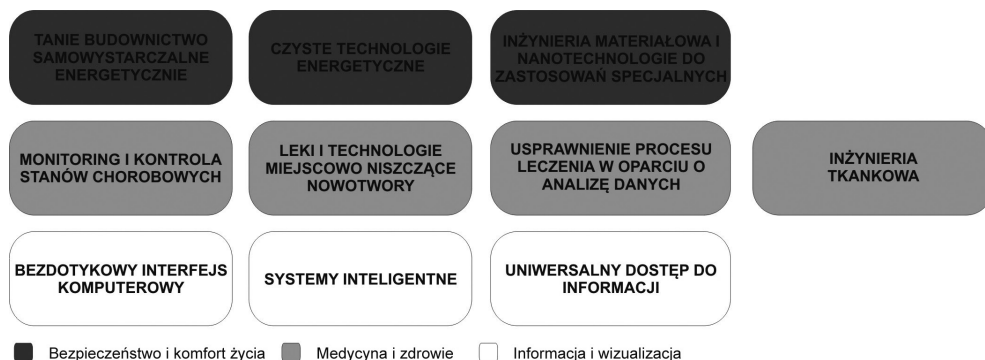 TANIE BUDOWNICTWO
SAMOWYSTARCZALNE
ENERGETYCZNIE
CZYSTE TECHNOLOGIE
ENERGETYCZNE
INŻYNIERIA MATERIAŁOWA I
NANOTECHNOLOGIE DO
ZASTOSOWAŃ SPECJALNYCH
MONITORING I KONTROLA
STANÓW CHOROBOWYCH
LEKI I TECHNOLOGIE
MIEJSCOWO NISZCZĄCE
NOWOTWORY
USPRAWNIENIE PROCESU
LECZENIA W OPARCIU O
ANALIZĘ DANYCH
INŻYNIERIA
TKANKOWA
BEZDOTYKOWY INTERFEJS
KOMPUTEROWY
SYSTEMY INTELIGENTNE
UNIWERSALNY DOSTĘP DO
INFORMACJI
Bezpieczeństwo i komfort życia
Medycyna i zdrowie
Informacja i wizualizacja